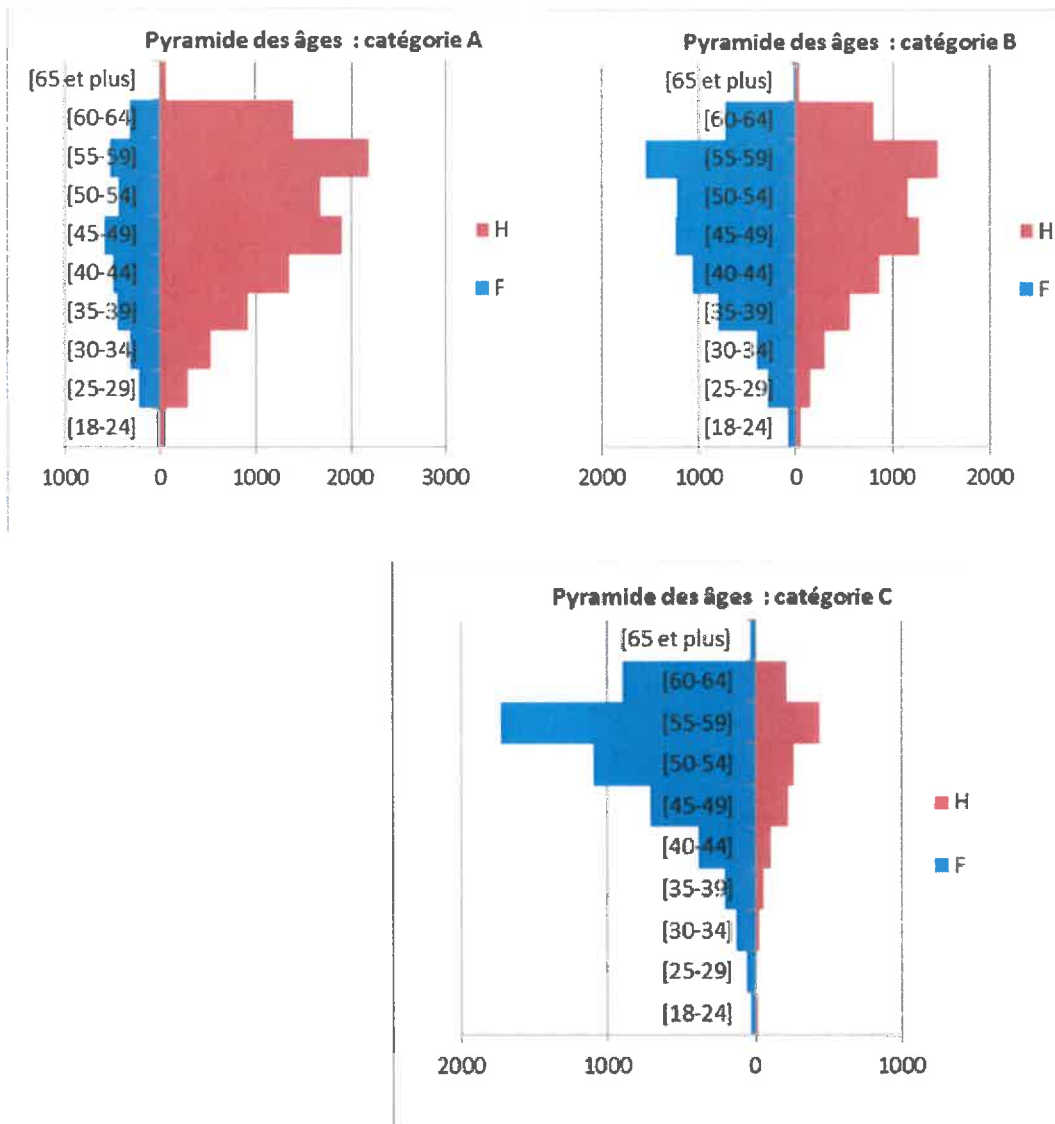 Pyramide des âges : catégorie A
[65 et plus]
[60-64]
[55-59]
[50-54]
[45-49]
[40-44]
[35-39]
[30-34]
[25-29]
[18-24]
1000 0 1000 2000 3000
H
F
Pyramide des âges : catégorie B
[65 et plus]
[60-64]
[55-59]
[50-54]
[45-49]
[40-44]
[35-39]
[30-34]
[25-29]
[18-24]
2000 1000 0 1000 2000
H
F
Pyramide des âges : catégorie C
[65 et plus]
[60-64]
[55-59]
[50-54]
[45-49]
[40-44]
[35-39]
[30-34]
[25-29]
[18-24]
2000 1000 0 1000
H
F